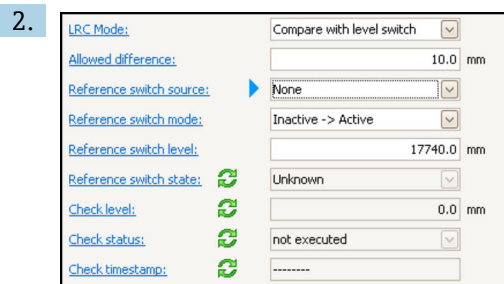 2.
LRC Mode: Compare with level switch
Allowed difference: 10.0 mm
Reference switch source: None
Reference switch mode: Inactive -> Active
Reference switch level: 17740.0 mm
Reference switch state: Unknown
Check level: 0.0 mm
Check status: not executed
Check timestamp: --------